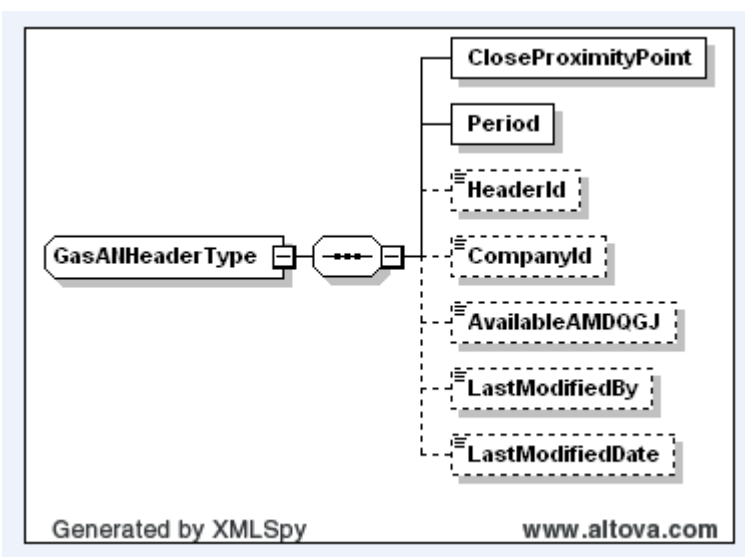 CloseProximityPoint
Period
HeaderId
GasANHeaderType
CompanyId
AvailableAMDQGJ
LastModifiedBy
LastModifiedDate
Generated by XMLSpy
www.altova.com